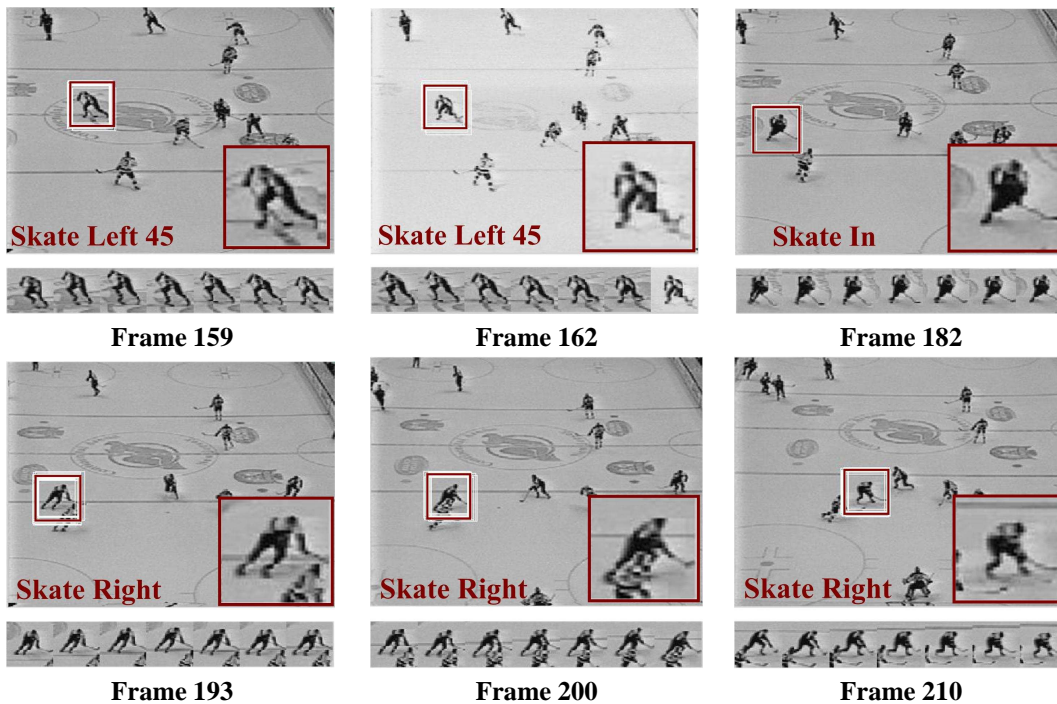 Skate Left 45
Skate Left 45
Skate In
Frame 159
Frame 162
Frame 182
Skate Right
Skate Right
Skate Right
Frame 193
Frame 200
Frame 210